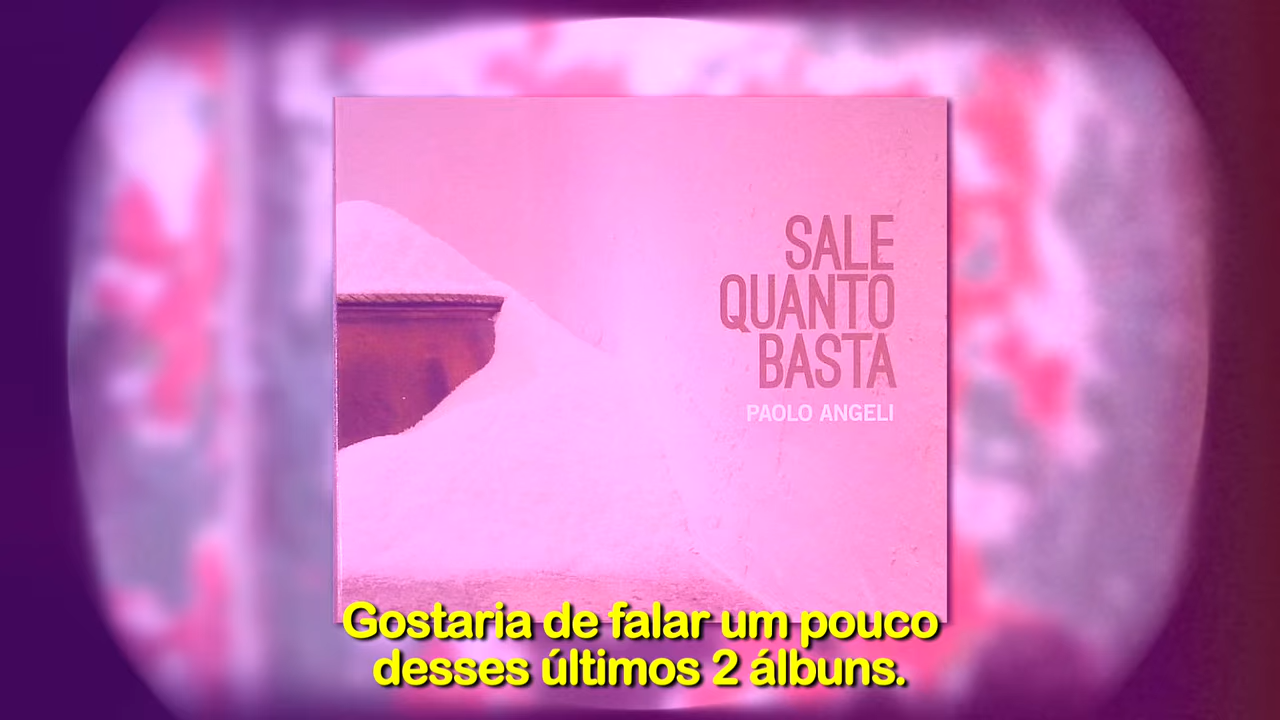 SALE
QUANTO
BASTA
PAOLO ANGELI
Gostaria de falar um pouco
desses últimos 2 álbuns.